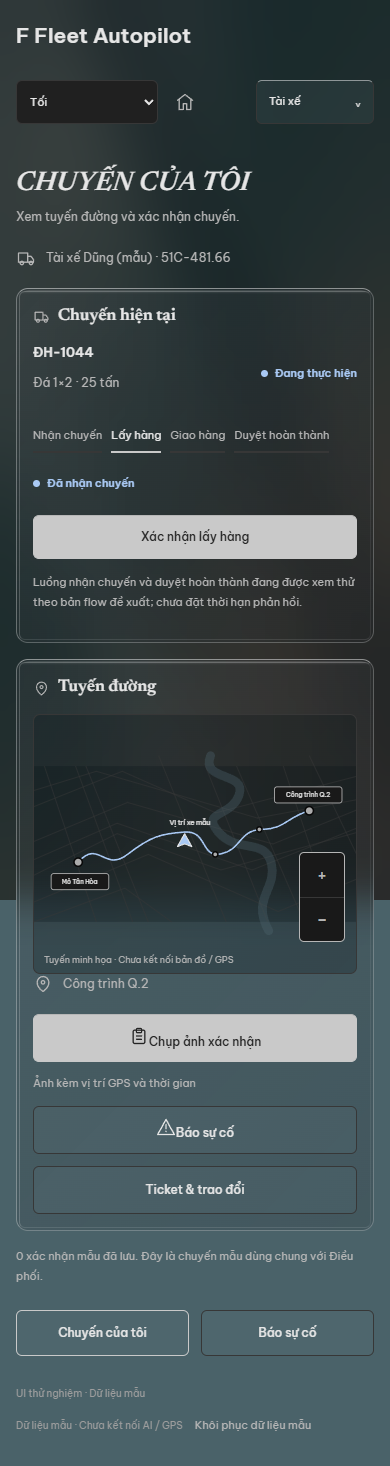 F Fleet Autopilot
Tối
Tài xế
CHUYẾN CỦA TÔI
Xem tuyến đường và xác nhận chuyến.
Tài xế Dũng (mẫu) · 51C-481.66
Chuyến hiện tại
ĐH-1044
Đá 1×2 · 25 tấn
Đang thực hiện
Nhận chuyến Lấy hàng Giao hàng Duyệt hoàn thành
Đã nhận chuyến
Xác nhận lấy hàng
Luồng nhận chuyến và duyệt hoàn thành đang được xem thử
theo bản flow đề xuất; chưa đặt thời hạn phản hồi.
Tuyến đường
Công trình Q.2
Vị trí xe mẫu
Mỏ Tân Hòa
+
−
Tuyến minh họa · Chưa kết nối bản đồ / GPS
Công trình Q.2
Chụp ảnh xác nhận
Ảnh kèm vị trí GPS và thời gian
Báo sự cố
Ticket & trao đổi
0 xác nhận mẫu đã lưu. Đây là chuyến mẫu dùng chung với Điều
phối.
Chuyến của tôi
Báo sự cố
UI thử nghiệm · Dữ liệu mẫu
Dữ liệu mẫu · Chưa kết nối AI / GPS Khôi phục dữ liệu mẫu